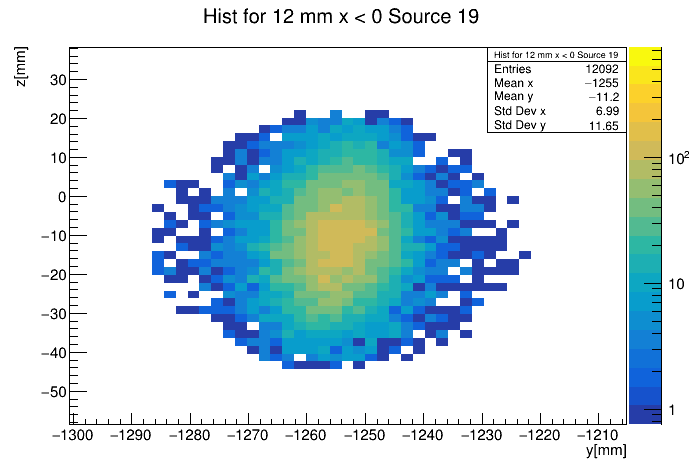 Hist for 12 mm x < 0 Source 19
z[mm]
Hist for 12 mm x < 0 Source 19
Entries 12092
Mean x −1255
Mean y −11.2
Std Dev x 6.99
Std Dev y 11.65
30
20
10
0
−10
−20
−30
−40
−50
10²
10
1
−1300 −1290 −1280 −1270 −1260 −1250 −1240 −1230 −1220 −1210
y[mm]